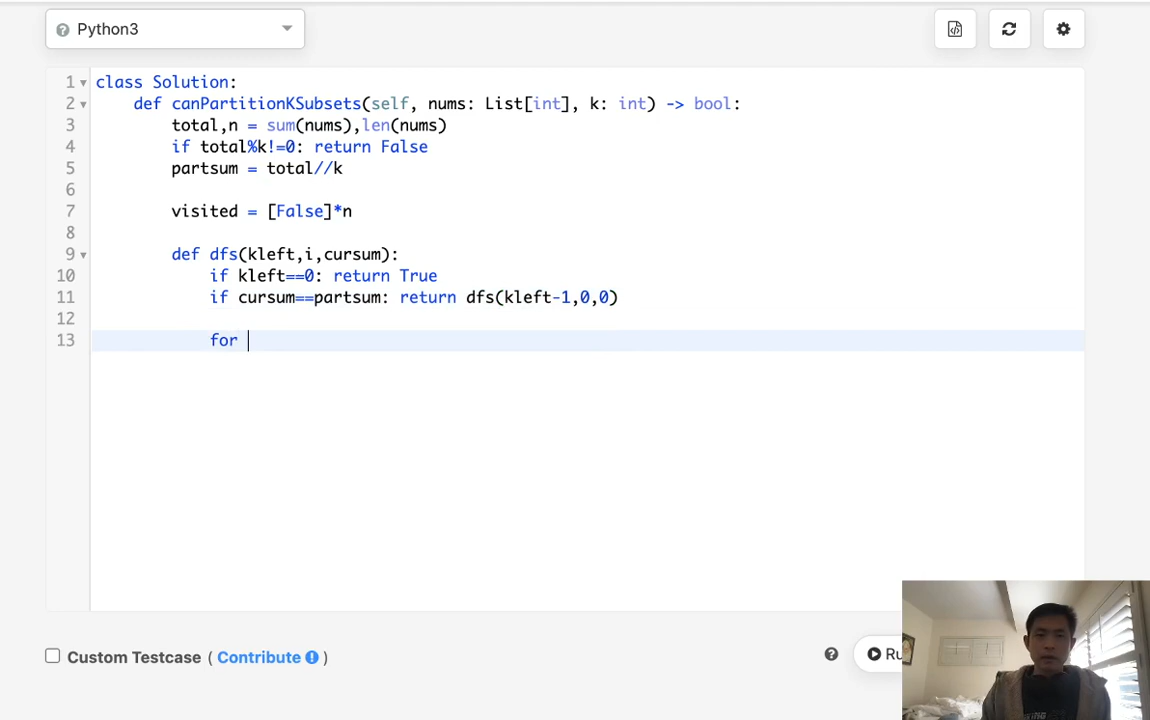 Python3
1 class Solution:
2 def canPartitionKSubsets(self, nums: List[int], k: int) -> bool:
3 total,n = sum(nums),len(nums)
4 if total%k!=0: return False
5 partsum = total//k
6
7 visited = [False]*n
8
9 def dfs(kleft,i,cursum):
10 if kleft==0: return True
11 if cursum==partsum: return dfs(kleft-1,0,0)
12
13 for
Custom Testcase ( Contribute )
Ru